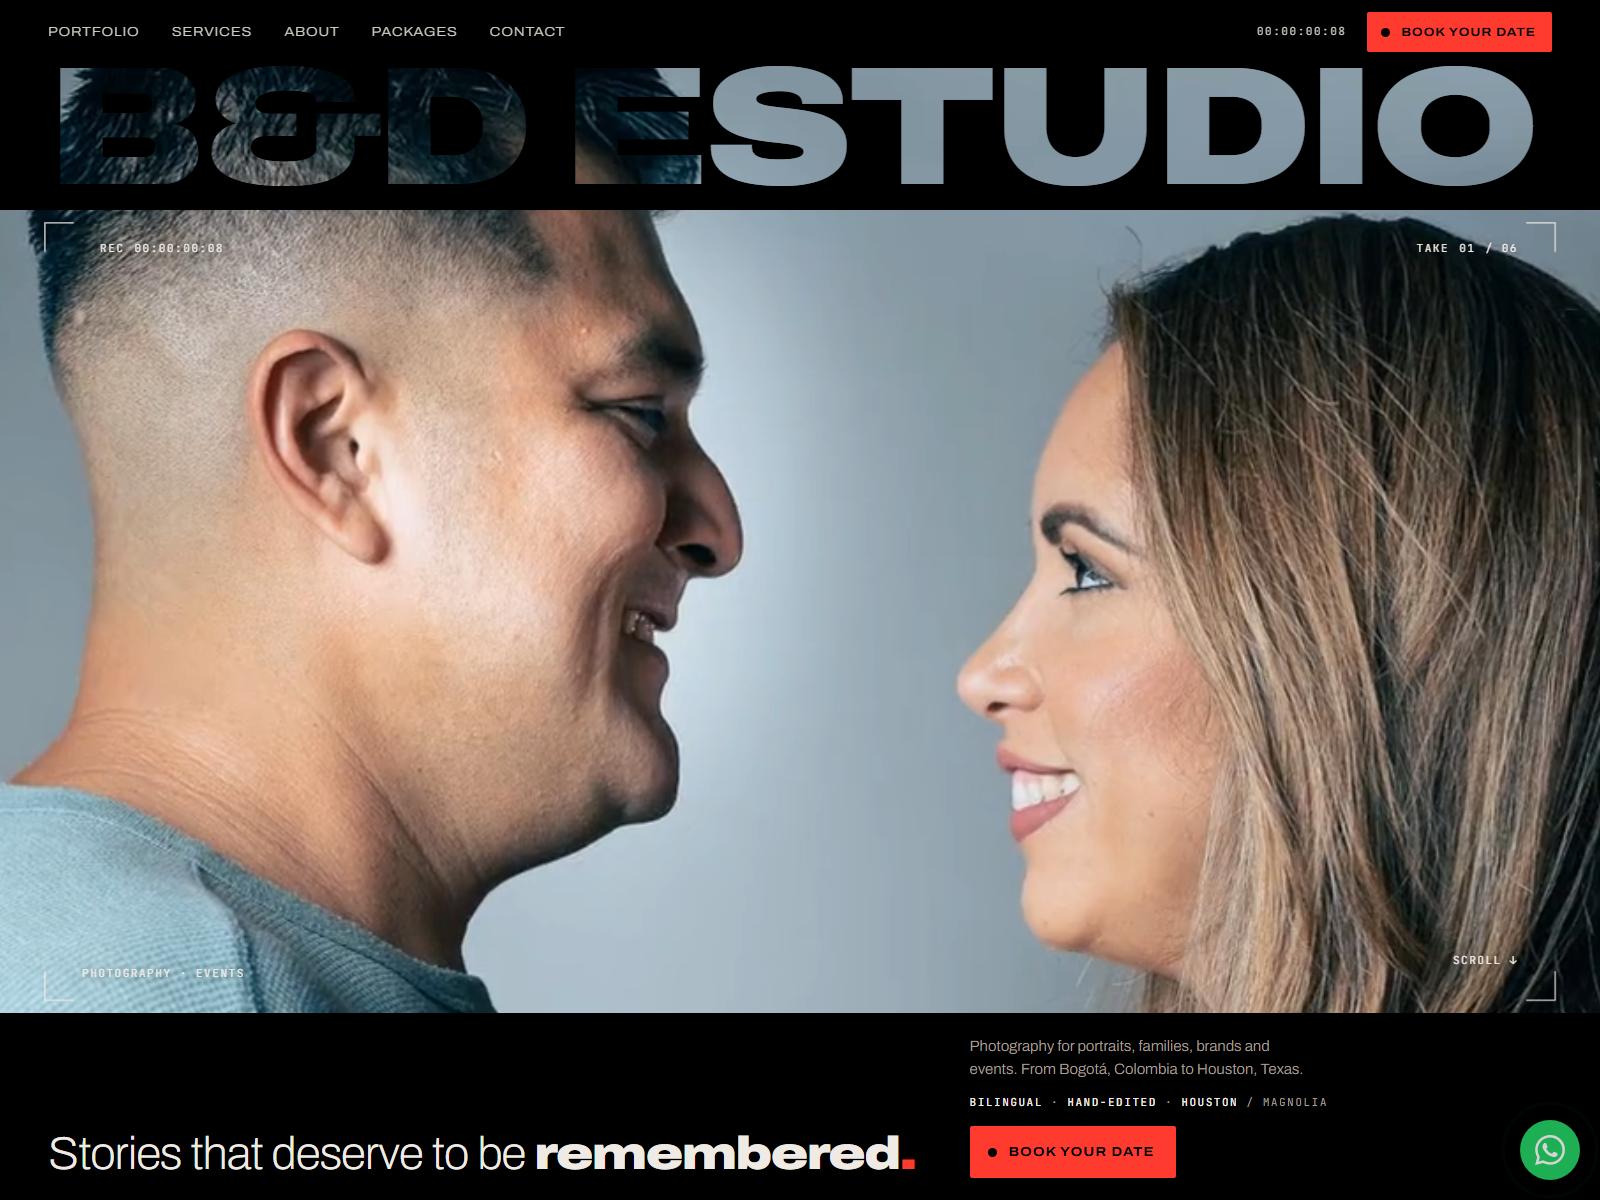 PORTFOLIO SERVICES ABOUT PACKAGES CONTACT 00:00:00:08 BOOK YOUR DATE
B&D ESTUDIO
REC 00:00:00:08 TAKE 01 / 06
PHOTOGRAPHY · EVENTS SCROLL ↓
Photography for portraits, families, brands and
events. From Bogotá, Colombia to Houston, Texas.
BILINGUAL · HAND-EDITED · HOUSTON / MAGNOLIA
Stories that deserve to be remembered. BOOK YOUR DATE